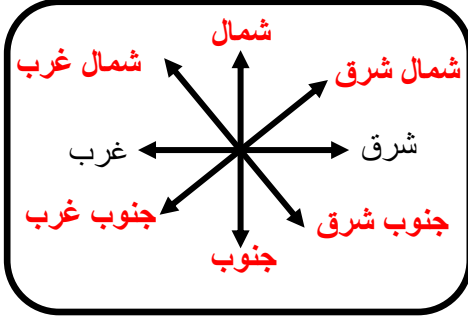 شمال
شمال شرق
شمال غرب
شرق
غرب
جنوب شرق
جنوب غرب
جنوب